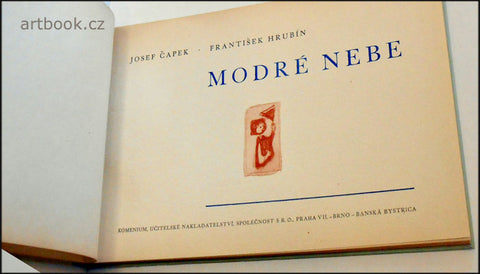 artbook.cz
JOSEF ČAPEK · FRANTIŠEK HRUBÍN
MODRÉ NEBE
KOMENIUM, UČITELSKÉ NAKLADATELSTVÍ, SPOLEČNOST S R. O., PRAHA VII. – BRNO – BANSKÁ BYSTRICA